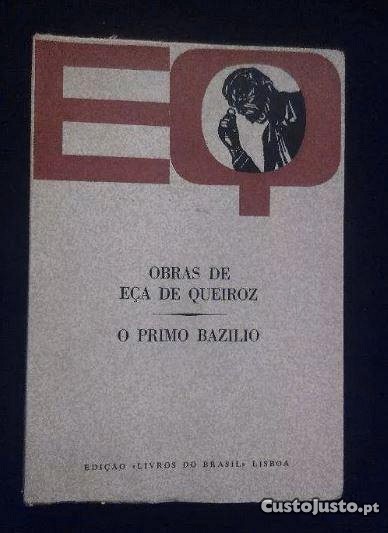 EQ
OBRAS DE
EÇA DE QUEIROZ
O PRIMO BAZILIO
EDIÇÃO «LIVROS DO BRASIL» LISBOA
CustoJusto.pt